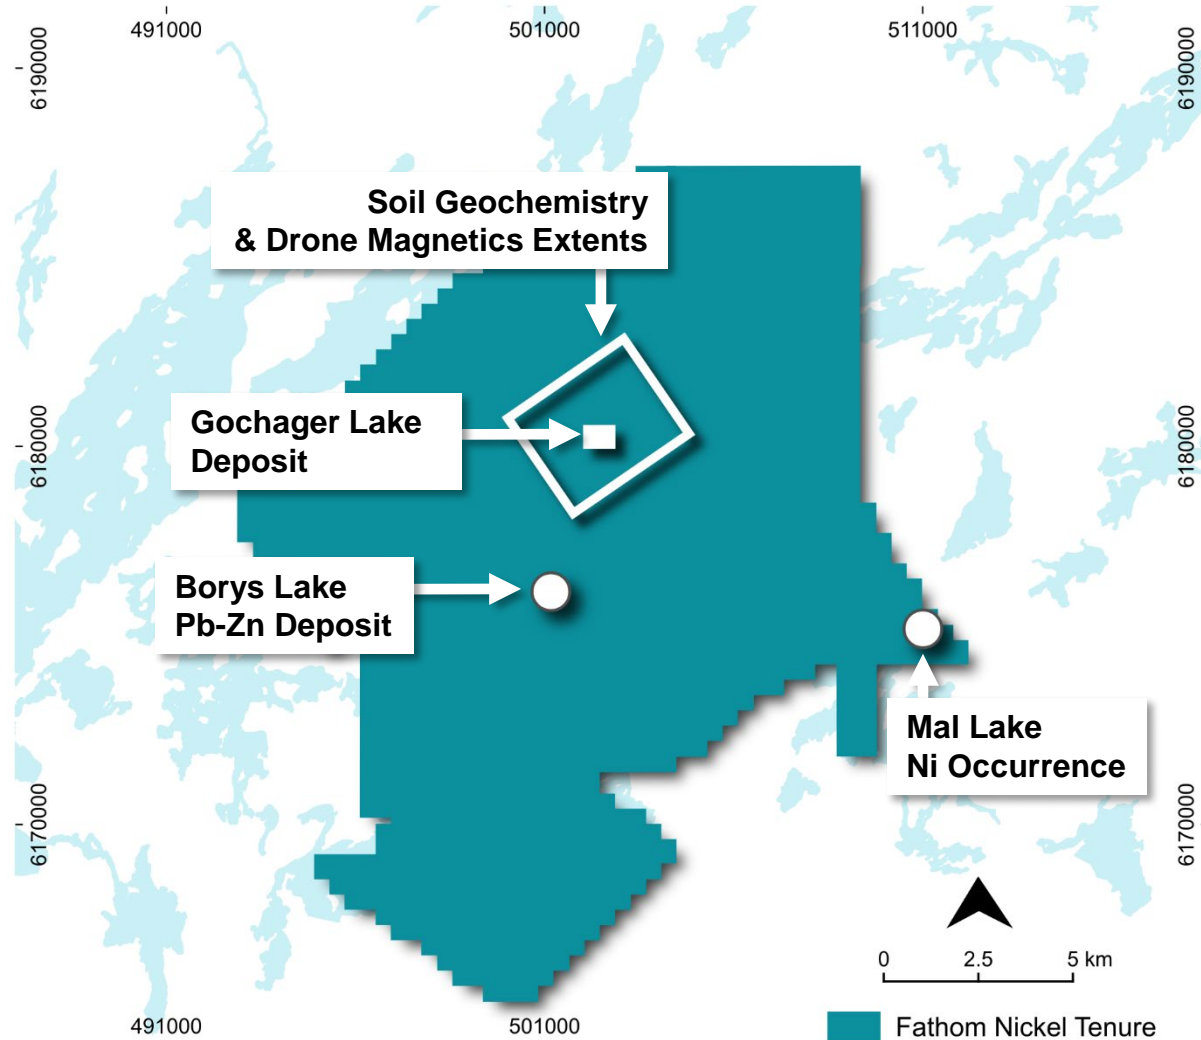 491000
501000
511000
6190000
6190000
Soil Geochemistry
& Drone Magnetics Extents
Gochager Lake
Deposit
6180000
6180000
Borys Lake
Pb-Zn Deposit
Mal Lake
Ni Occurrence
6170000
6170000
0 2.5 5 km
491000
501000
Fathom Nickel Tenure